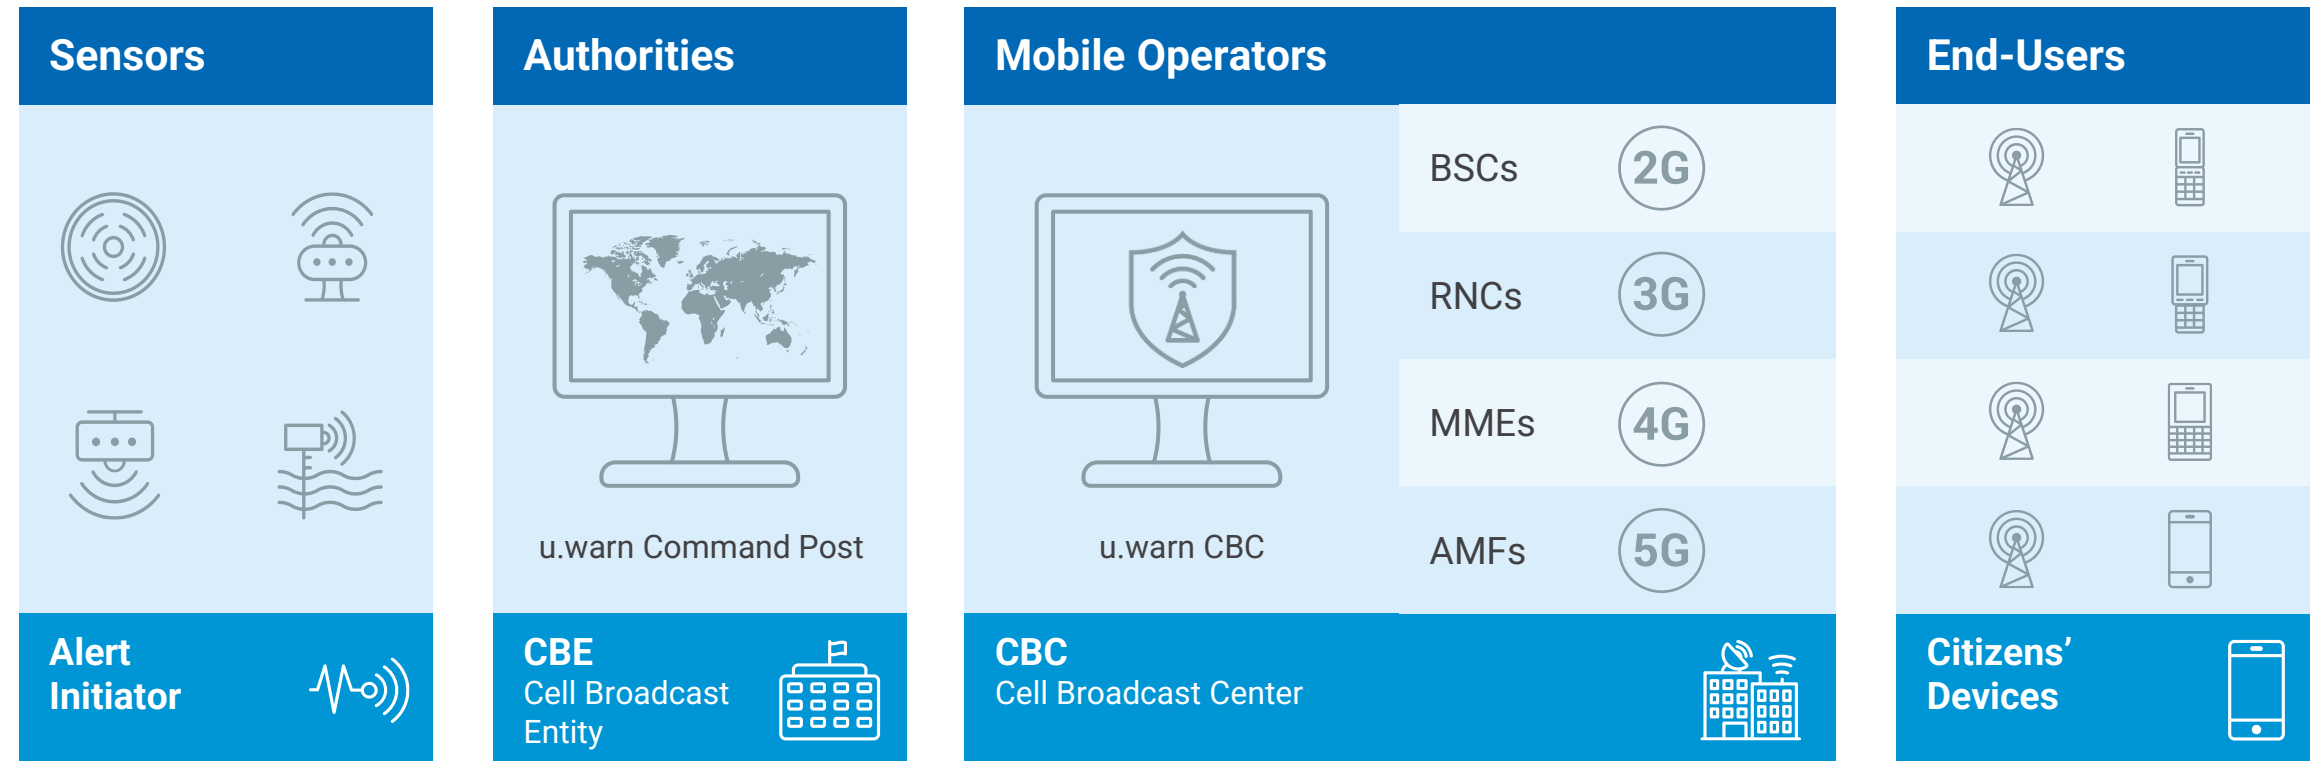 Sensors
Alert
Initiator
Authorities
u.warn Command Post
CBE
Cell Broadcast
Entity
Mobile Operators
u.warn CBC
BSCs 2G
RNCs 3G
MMEs 4G
AMFs 5G
CBC
Cell Broadcast Center
End-Users
Citizens’
Devices